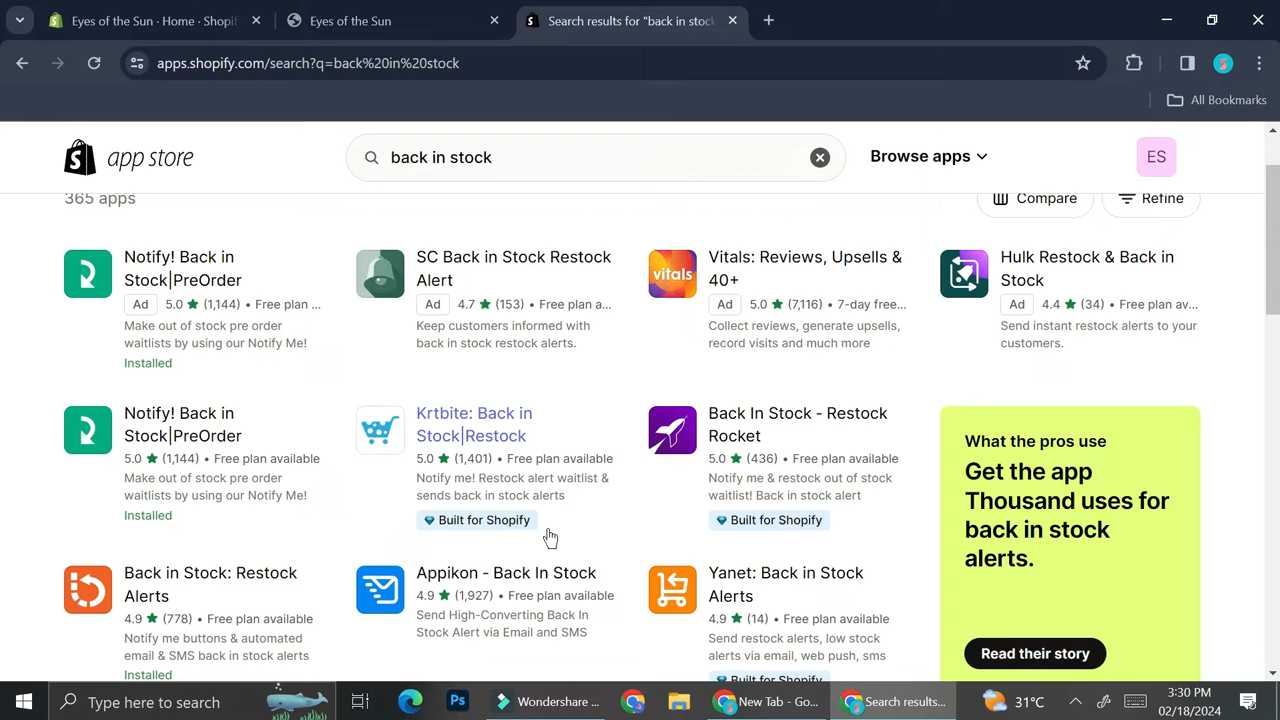 Eyes of the Sun - Home · Shopif
Eyes of the Sun
Search results for "back in stock
apps.shopify.com/search?q=back%20in%20stock
All Bookmarks
app store
back in stock
Browse apps
ES
365 apps
Compare
Refine
Notify! Back in
Stock|PreOrder
Ad 5.0 ★ (1,144) • Free plan ...
Make out of stock pre order
waitlists by using our Notify Me!
Installed
SC Back in Stock Restock
Alert
Ad 4.7 ★ (153) • Free plan a...
Keep customers informed with
back in stock restock alerts.
vitals
Vitals: Reviews, Upsells &
40+
Ad 5.0 ★ (7,116) • 7-day free...
Collect reviews, generate upsells,
record visits and much more
Hulk Restock & Back in
Stock
Ad 4.4 ★ (34) • Free plan av...
Send instant restock alerts to your
customers.
Notify! Back in
Stock|PreOrder
5.0 ★ (1,144) • Free plan available
Make out of stock pre order
waitlists by using our Notify Me!
Installed
Krtbite: Back in
Stock|Restock
5.0 ★ (1,401) • Free plan available
Notify me! Restock alert waitlist &
sends back in stock alerts
Built for Shopify
Back In Stock - Restock
Rocket
5.0 ★ (436) • Free plan available
Notify me & restock out of stock
waitlist! Back in stock alert
Built for Shopify
What the pros use
Get the app
Thousand uses for
back in stock
alerts.
Read their story
Back in Stock: Restock
Alerts
4.9 ★ (778) • Free plan available
Notify me buttons & automated
email & SMS back in stock alerts
Installed
Appikon - Back In Stock
4.9 ★ (1,927) • Free plan available
Send High-Converting Back In
Stock Alert via Email and SMS
Yanet: Back in Stock
Alerts
4.9 ★ (14) • Free plan available
Send restock alerts, low stock
alerts via email, web push, sms
Built for Shopify
Type here to search
Ps
Wondershare ...
New Tab - Go...
Search results...
31°C
3:30 PM
02/18/2024